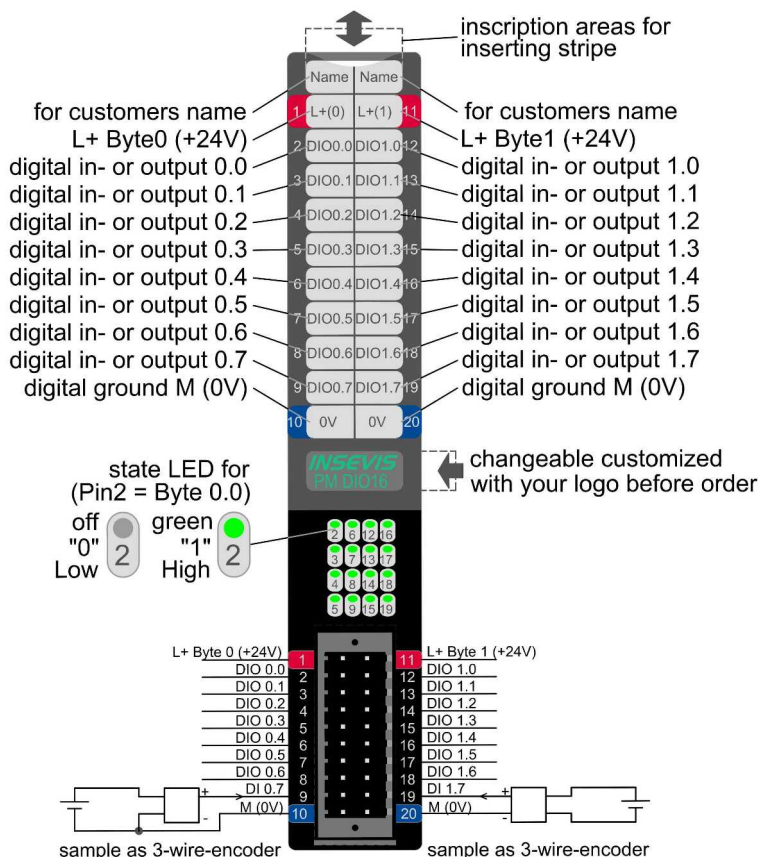 inscription areas for
inserting stripe
Name Name
for customers name
for customers name
1 L+(0) L+(1) 11
L+ Byte0 (+24V)
L+ Byte1 (+24V)
2 DIO0.0 DIO1.0 12
digital in- or output 0.0
digital in- or output 1.0
3 DIO0.1 DIO1.1 13
digital in- or output 0.1
digital in- or output 1.1
4 DIO0.2 DIO1.2 14
digital in- or output 0.2
digital in- or output 1.2
5 DIO0.3 DIO1.3 15
digital in- or output 0.3
digital in- or output 1.3
6 DIO0.4 DIO1.4 16
digital in- or output 0.4
digital in- or output 1.4
7 DIO0.5 DIO1.5 17
digital in- or output 0.5
digital in- or output 1.5
8 DIO0.6 DIO1.6 18
digital in- or output 0.6
digital in- or output 1.6
9 DIO0.7 DIO1.7 19
digital in- or output 0.7
digital in- or output 1.7
10 0V 0V 20
digital ground M (0V)
digital ground M (0V)
INSEVIS
PM DIO16
changeable customized
with your logo before order
state LED for
(Pin2 = Byte 0.0)
off green
"0" "1"
2 2
Low High
2 6 12 16
3 7 13 17
4 8 14 18
5 9 15 19
L+ Byte 0 (+24V) 1 11 L+ Byte 1 (+24V)
DIO 0.0 2 12 DIO 1.0
DIO 0.1 3 13 DIO 1.1
DIO 0.2 4 14 DIO 1.2
DIO 0.3 5 15 DIO 1.3
DIO 0.4 6 16 DIO 1.4
DIO 0.5 7 17 DIO 1.5
DIO 0.6 8 18 DIO 1.6
+ DI 0.7 9 19 DI 1.7 +
- M (0V) 10 20 M (0V) -
sample as 3-wire-encoder
sample as 3-wire-encoder